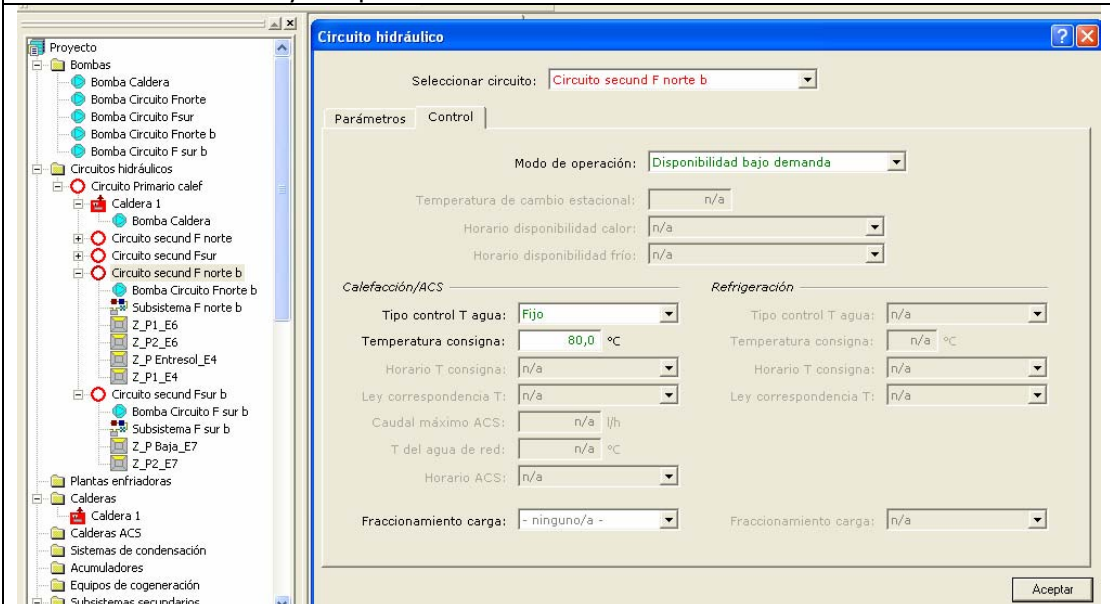 Circuito hidráulico
Proyecto
Bombas
Bomba Caldera
Bomba Circuito Fnorte
Bomba Circuito Fsur
Bomba Circuito Fnorte b
Bomba Circuito F sur b
Circuitos hidráulicos
Circuito Primario calef
Caldera 1
Bomba Caldera
Circuito secund F norte
Circuito secund Fsur
Circuito secund F norte b
Bomba Circuito Fnorte b
Subsistema F norte b
Z_P1_E6
Z_P2_E6
Z_P Entresol_E4
Z_P1_E4
Circuito secund Fsur b
Bomba Circuito F sur b
Subsistema F sur b
Z_P Baja_E7
Z_P2_E7
Plantas enfriadoras
Calderas
Caldera 1
Calderas ACS
Sistemas de condensación
Acumuladores
Equipos de cogeneración
Subsistemas secundarios
Seleccionar circuito: Circuito secund F norte b
Parámetros Control
Modo de operación: Disponibilidad bajo demanda
Temperatura de cambio estacional: n/a
Horario disponibilidad calor: n/a
Horario disponibilidad frío: n/a
Calefacción/ACS
Tipo control T agua: Fijo
Temperatura consigna: 80,0 ºC
Horario T consigna: n/a
Ley correspondencia T: n/a
Caudal máximo ACS: n/a l/h
T del agua de red: n/a ºC
Horario ACS: n/a
Fraccionamiento carga: - ninguno/a -
Refrigeración
Tipo control T agua: n/a
Temperatura consigna: n/a ºC
Horario T consigna: n/a
Ley correspondencia T: n/a
Fraccionamiento carga: n/a
Aceptar